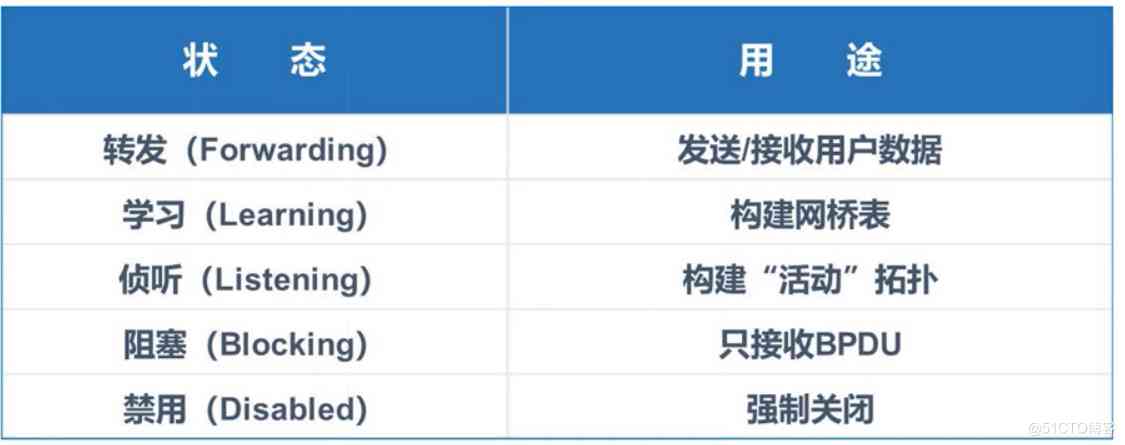 状 态 用 途
转发（Forwarding） 发送/接收用户数据
学习（Learning） 构建网桥表
侦听（Listening） 构建“活动”拓扑
阻塞（Blocking） 只接收BPDU
禁用（Disabled） 强制关闭
@51CTO博客